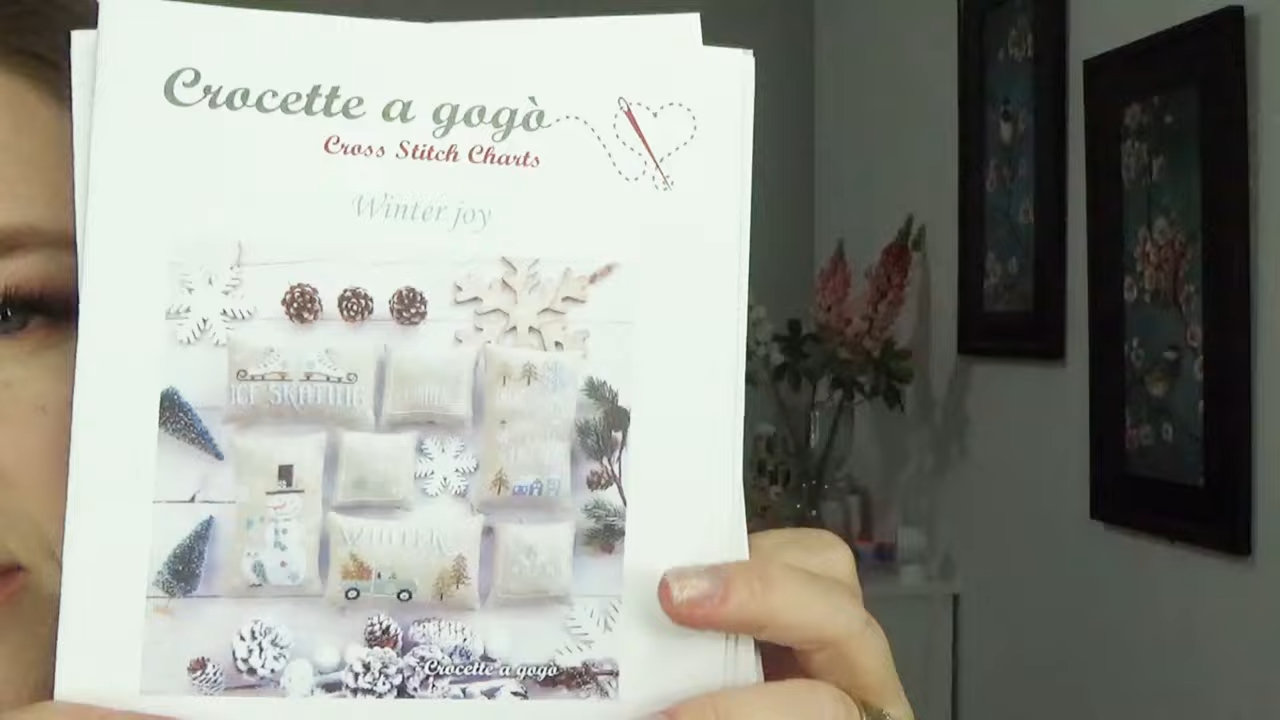 Crocette a gogò
Cross Stitch Charts
Winter joy
ICE SKATING
WINTER
Crocette a gogò